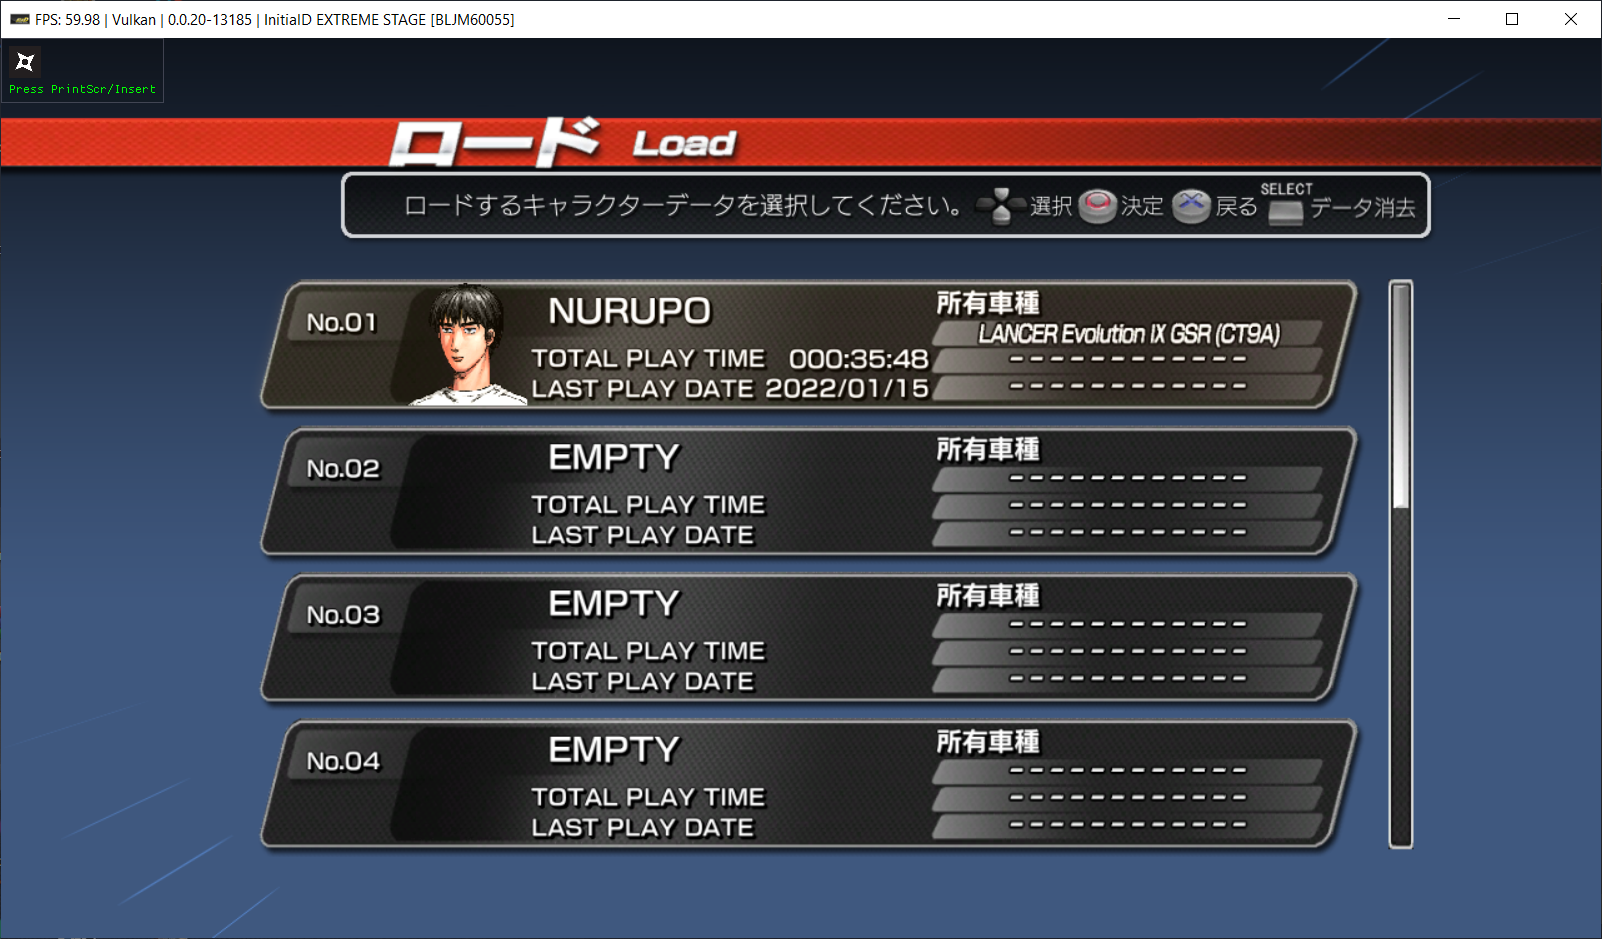 FPS: 59.98 | Vulkan | 0.0.20-13185 | InitialD EXTREME STAGE [BLJM60055]
Press PrintScr/Insert
ロード Load
ロードするキャラクターデータを選択してください。 選択 決定 戻る SELECT データ消去
No.01
NURUPO
TOTAL PLAY TIME 000:35:48
LAST PLAY DATE 2022/01/15
所有車種
LANCER Evolution IX GSR (CT9A)
------------
------------
No.02
EMPTY
TOTAL PLAY TIME
LAST PLAY DATE
所有車種
------------
------------
------------
No.03
EMPTY
TOTAL PLAY TIME
LAST PLAY DATE
所有車種
------------
------------
------------
No.04
EMPTY
TOTAL PLAY TIME
LAST PLAY DATE
所有車種
------------
------------
------------